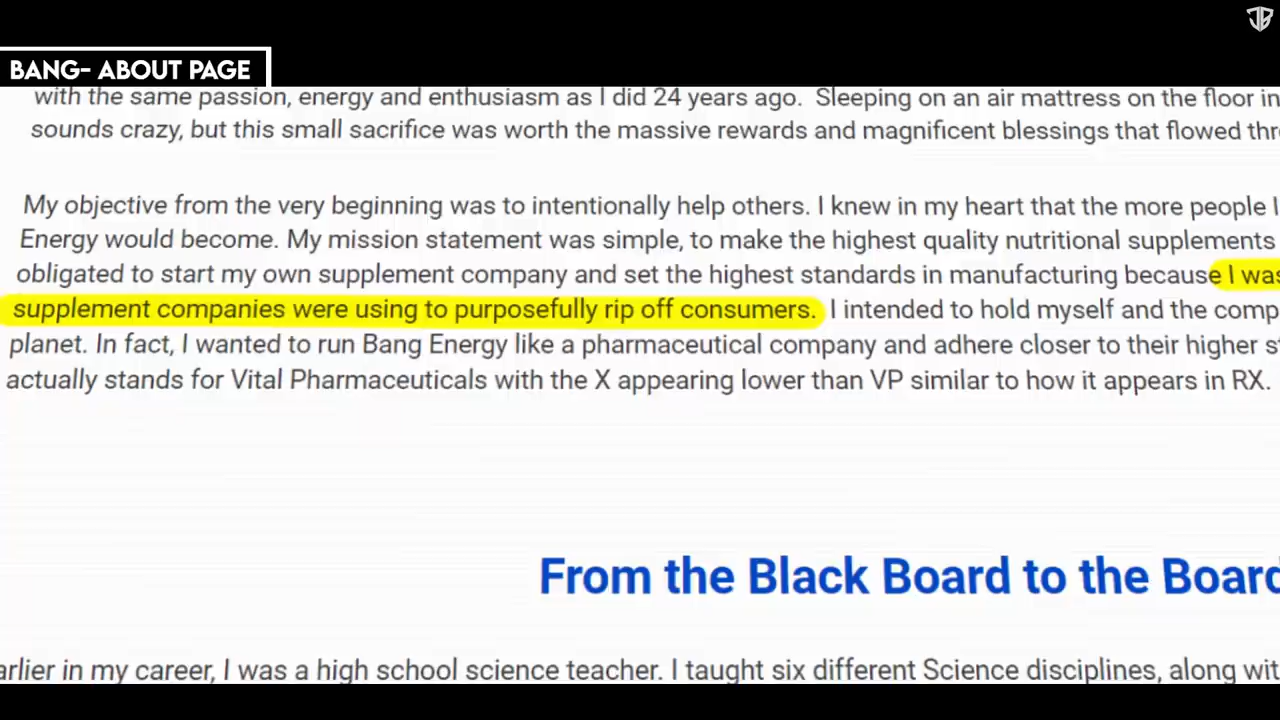 JB
BANG- ABOUT PAGE
with the same passion, energy and enthusiasm as I did 24 years ago. Sleeping on an air mattress on the floor in
sounds crazy, but this small sacrifice was worth the massive rewards and magnificent blessings that flowed thr
My objective from the very beginning was to intentionally help others. I knew in my heart that the more people I
Energy would become. My mission statement was simple, to make the highest quality nutritional supplements
obligated to start my own supplement company and set the highest standards in manufacturing because I was
supplement companies were using to purposefully rip off consumers. I intended to hold myself and the comp
planet. In fact, I wanted to run Bang Energy like a pharmaceutical company and adhere closer to their higher s
actually stands for Vital Pharmaceuticals with the X appearing lower than VP similar to how it appears in RX.
From the Black Board to the Board
arlier in my career, I was a high school science teacher. I taught six different Science disciplines, along wit